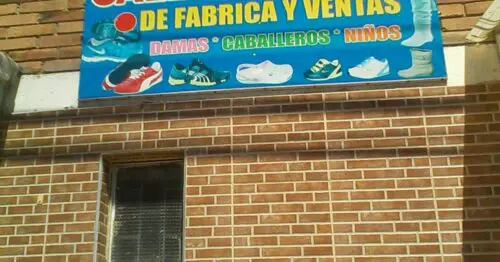 DE FABRICA Y VENTAS
DAMAS * CABALLEROS * NIÑOS